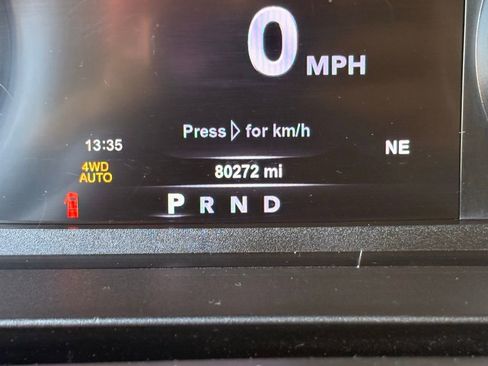 0 MPH
Press ▷ for km/h
13:35
NE
4WD
AUTO
80272 mi
P R N D